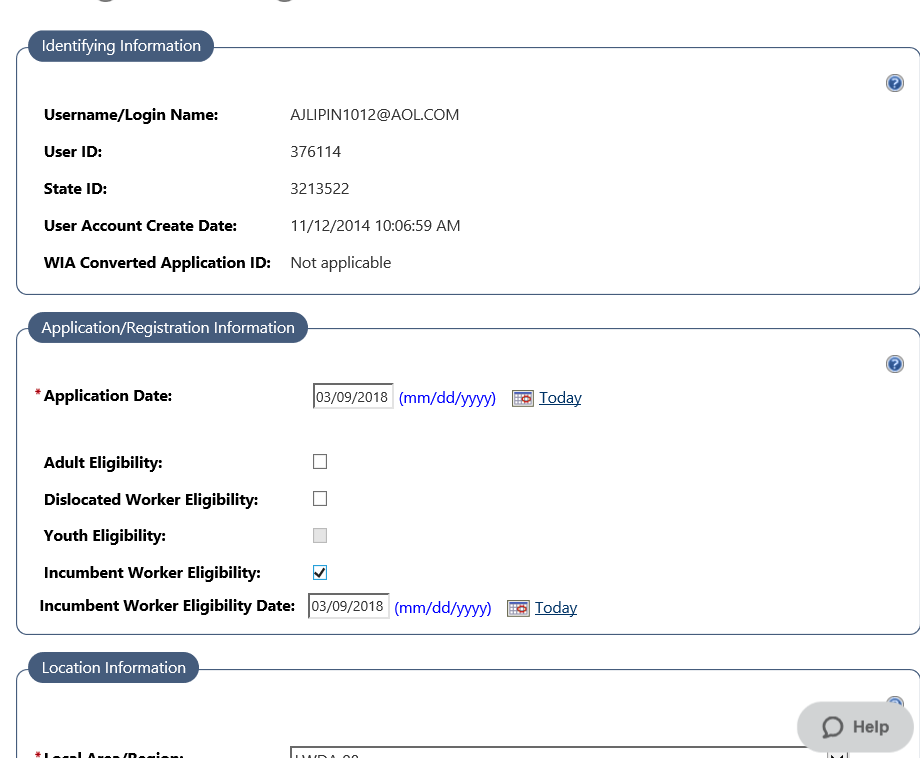 Identifying Information
Username/Login Name: AJLIPIN1012@AOL.COM
User ID: 376114
State ID: 3213522
User Account Create Date: 11/12/2014 10:06:59 AM
WIA Converted Application ID: Not applicable
Application/Registration Information
*Application Date: 03/09/2018 (mm/dd/yyyy) Today
Adult Eligibility:
Dislocated Worker Eligibility:
Youth Eligibility:
Incumbent Worker Eligibility:
Incumbent Worker Eligibility Date: 03/09/2018 (mm/dd/yyyy) Today
Location Information
Help
*Local Area/Region: LWDA